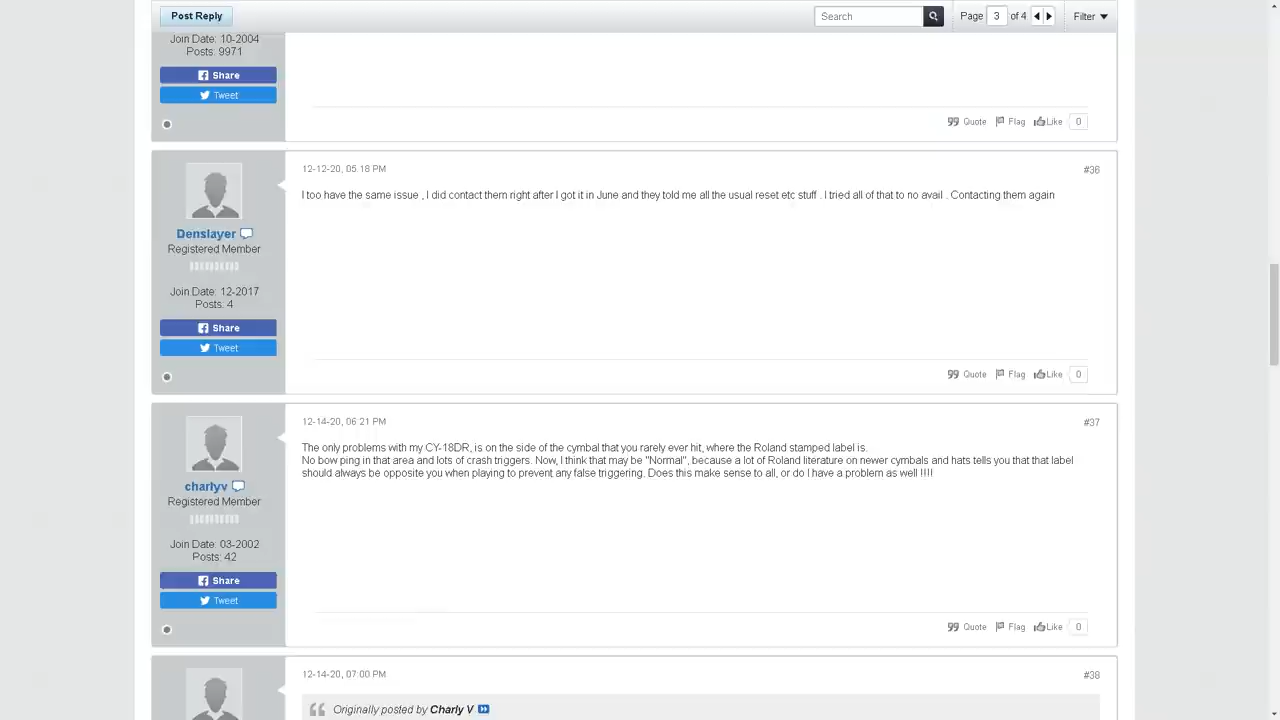 Post Reply
Search
Page 3 of 4
Filter
Join Date: 10-2004
Posts: 9971
Share
Tweet
Quote Flag Like 0
12-12-20, 05:18 PM
#36
I too have the same issue , I did contact them right after I got it in June and they told me all the usual reset etc stuff . I tried all of that to no avail . Contacting them again
Denslayer
Registered Member
Join Date: 12-2017
Posts: 4
Share
Tweet
Quote Flag Like 0
12-14-20, 06:21 PM
#37
The only problems with my CY-18DR, is on the side of the cymbal that you rarely ever hit, where the Roland stamped label is.
No bow ping in that area and lots of crash triggers. Now, I think that may be "Normal", because a lot of Roland literature on newer cymbals and hats tells you that that label
should always be opposite you when playing to prevent any false triggering. Does this make sense to all, or do I have a problem as well !!!!
charlyv
Registered Member
Join Date: 03-2002
Posts: 42
Share
Tweet
Quote Flag Like 0
12-14-20, 07:00 PM
#38
Originally posted by Charly V